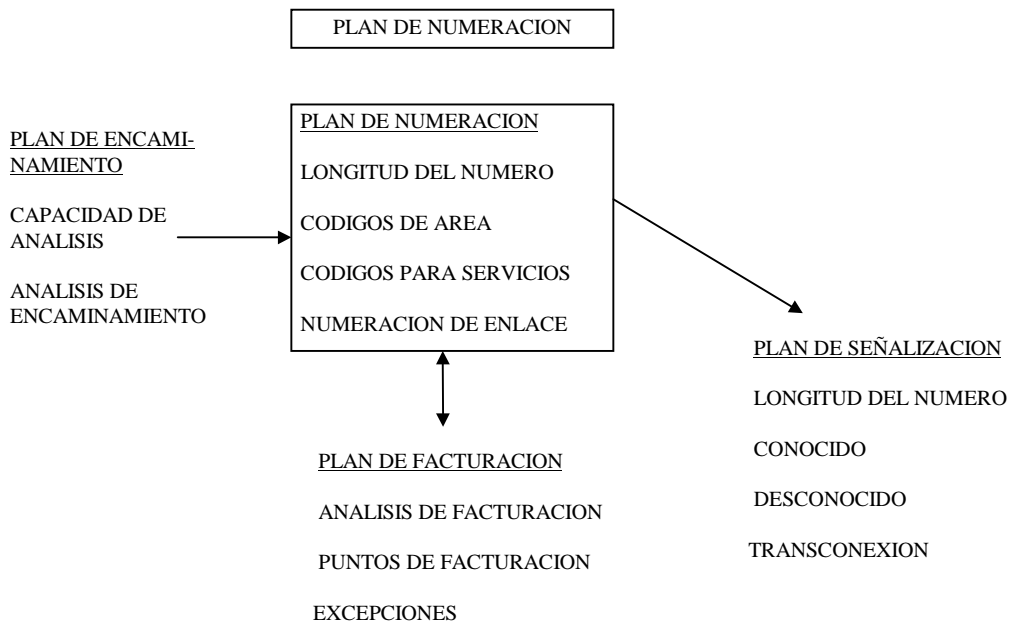 PLAN DE NUMERACION
PLAN DE ENCAMI-
NAMIENTO
CAPACIDAD DE
ANALISIS
ANALISIS DE
ENCAMINAMIENTO
PLAN DE NUMERACION
LONGITUD DEL NUMERO
CODIGOS DE AREA
CODIGOS PARA SERVICIOS
NUMERACION DE ENLACE
PLAN DE SEÑALIZACION
LONGITUD DEL NUMERO
CONOCIDO
DESCONOCIDO
TRANSCONEXION
PLAN DE FACTURACION
ANALISIS DE FACTURACION
PUNTOS DE FACTURACION
EXCEPCIONES